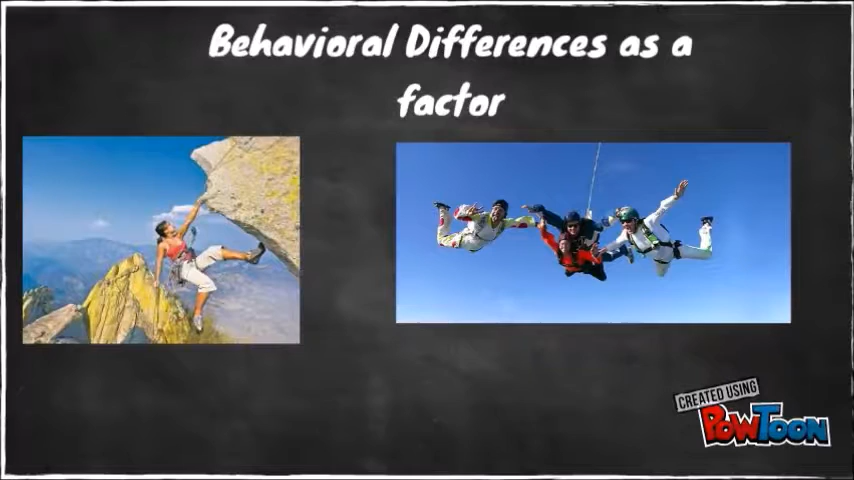 Behavioral Differences as a
factor
CREATED USING
POWTOON